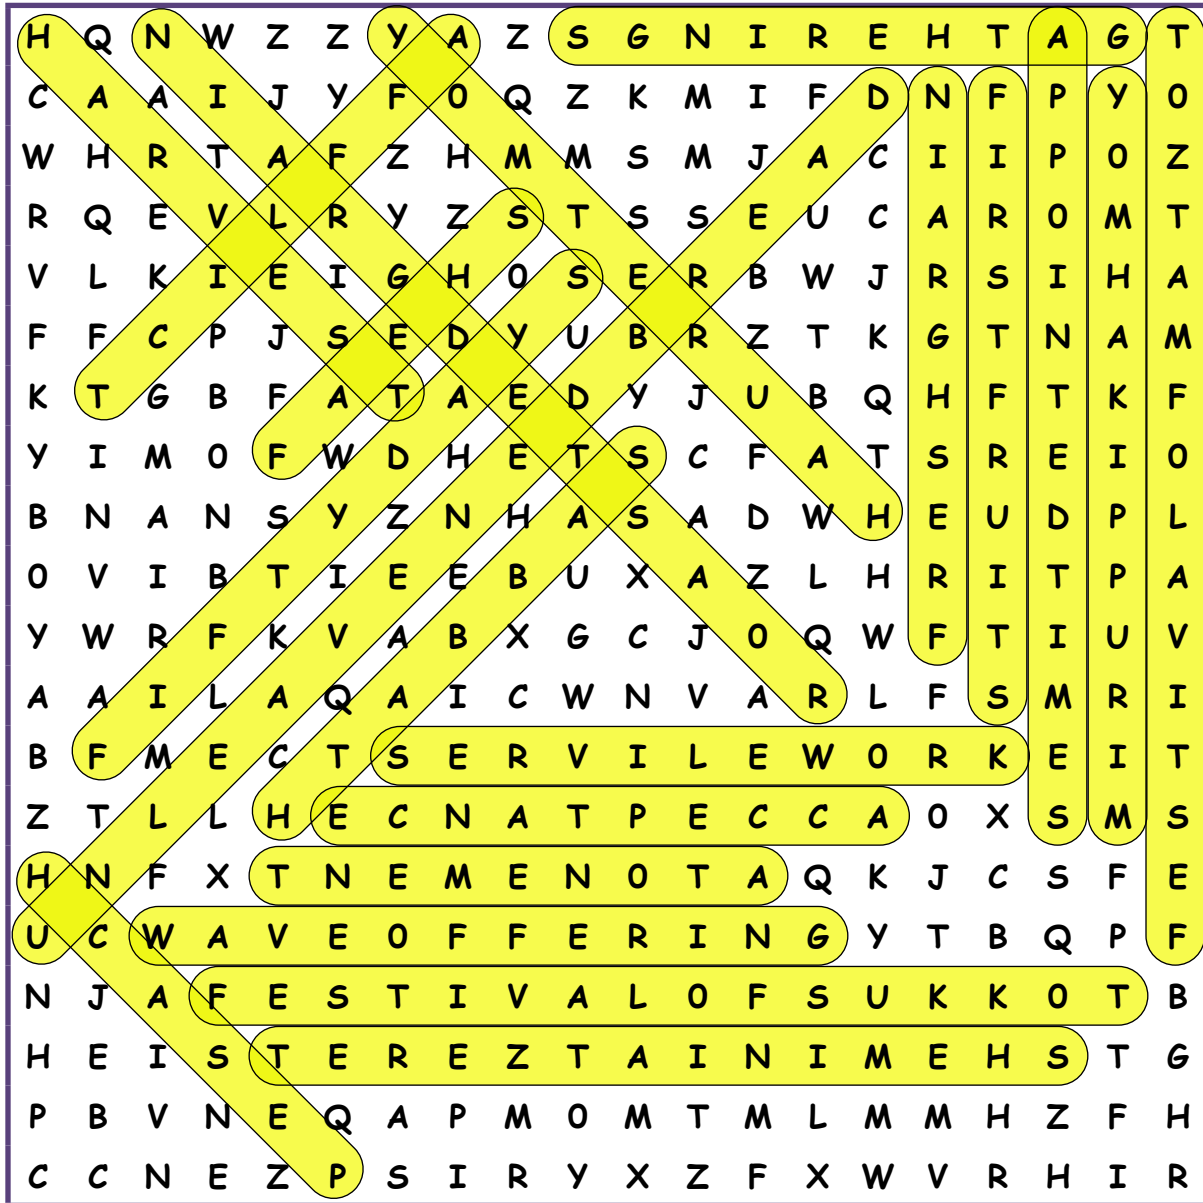 H Q N W Z Z Y A Z S G N I R E H T A G T
C A A I J Y F O Q Z K M I F D N F P Y O
W H R T A F Z H M M S M J A C I I P O Z
R Q E V L R Y Z S T S S E U C A R O M T
V L K I E I G H O S E R B W J R S I H A
F F C P J S E D Y U B R Z T K G T N A M
K T G B F A T A E D Y J U B Q H F T K F
Y I M O F W D H E T S C F A T S R E I O
B N A N S Y Z N H A S A D W H E U D P L
O V I B T I E E B U X A Z L H R I T P A
Y W R F K V A B X G C J O Q W F T I U V
A A I L A Q A I C W N V A R L F S M R I
B F M E C T S E R V I L E W O R K E I T
Z T L L H E C N A T P E C C A O X S M S
H N F X T N E M E N O T A Q K J C S F E
U C W A V E O F F E R I N G Y T B Q P F
N J A F E S T I V A L O F S U K K O T B
H E I S T E R E Z T A I N I M E H S T G
P B V N E Q A P M O M T M L M M H Z F H
C C N E Z P S I R Y X Z F X W V R H I R